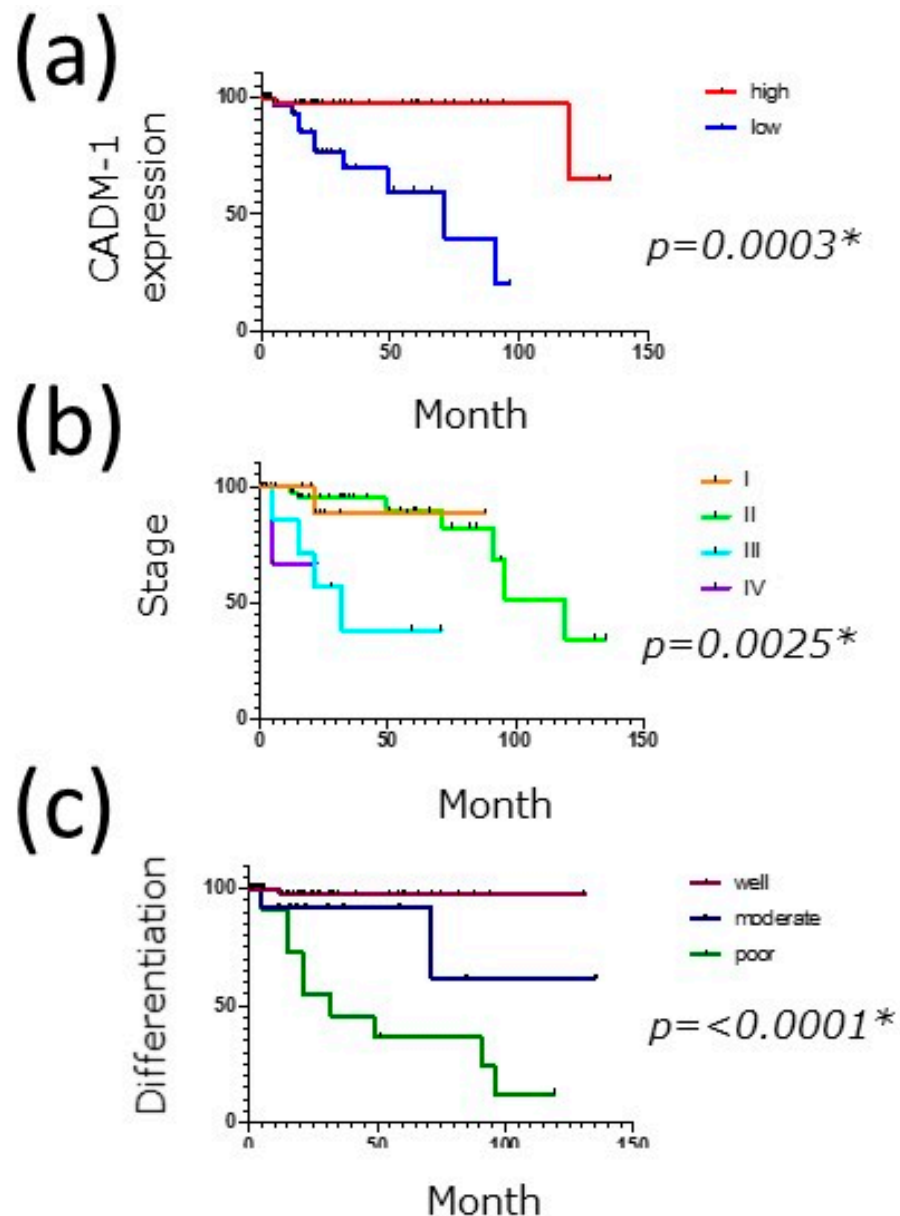 (a)
CADM-1
expression
100
50
0
0 50 100 150
Month
high
low
p=0.0003*
(b)
Stage
100
50
0
0 50 100 150
Month
I
II
III
IV
p=0.0025*
(c)
Differentiation
100
50
0
0 50 100 150
Month
well
moderate
poor
p=<0.0001*